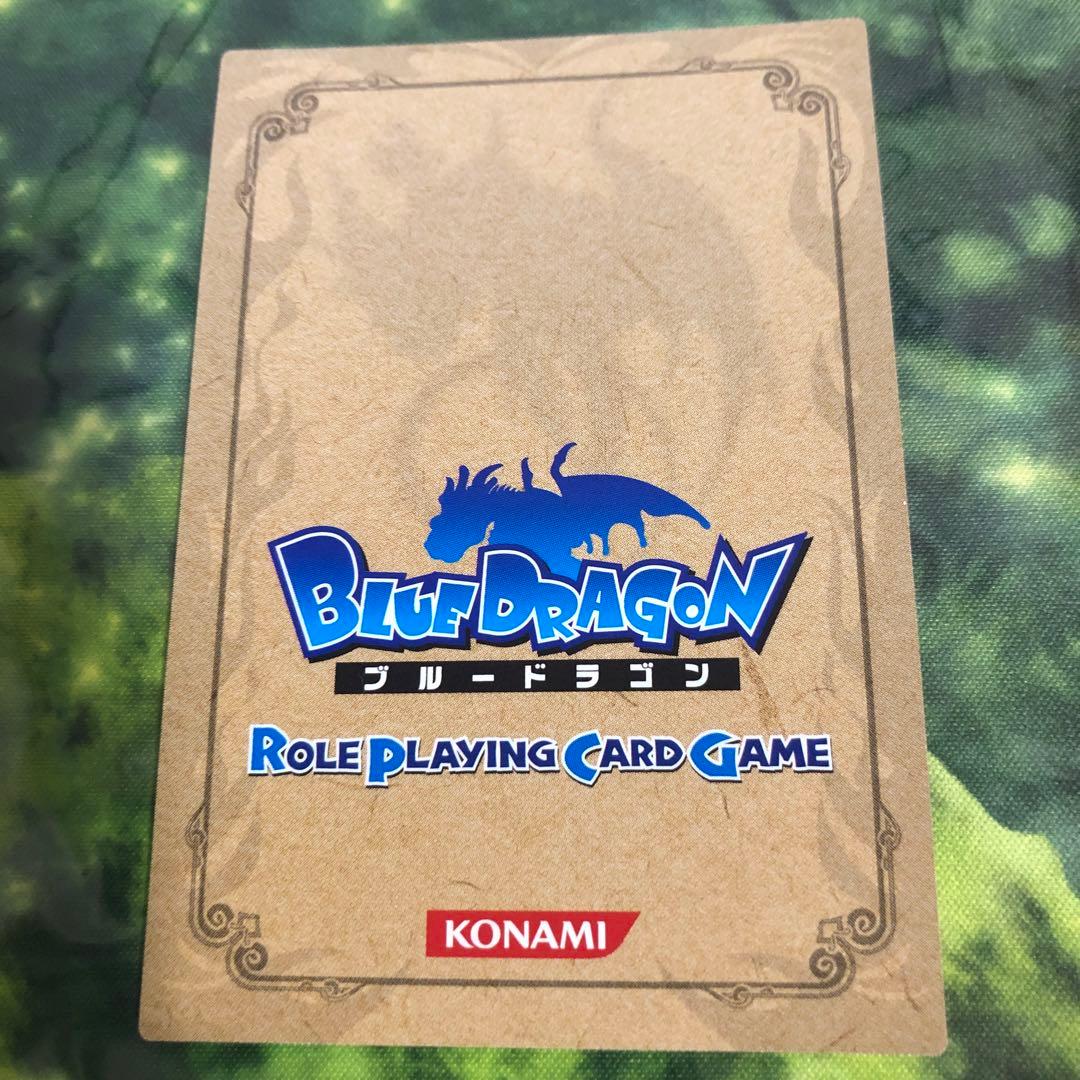 BLUE DRAGON
ブルードラゴン
ROLE PLAYING CARD GAME
KONAMI